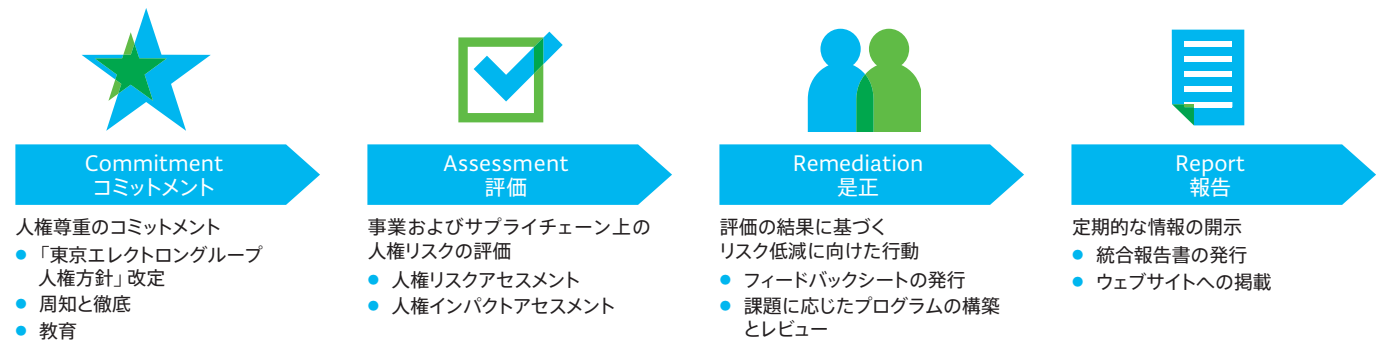 Commitment
コミットメント
人権尊重のコミットメント
● 「東京エレクトロングループ
人権方針」改定
● 周知と徹底
● 教育
Assessment
評価
事業およびサプライチェーン上の
人権リスクの評価
● 人権リスクアセスメント
● 人権インパクトアセスメント
Remediation
是正
評価の結果に基づく
リスク低減に向けた行動
● フィードバックシートの発行
● 課題に応じたプログラムの構築
とレビュー
Report
報告
定期的な情報の開示
● 統合報告書の発行
● ウェブサイトへの掲載